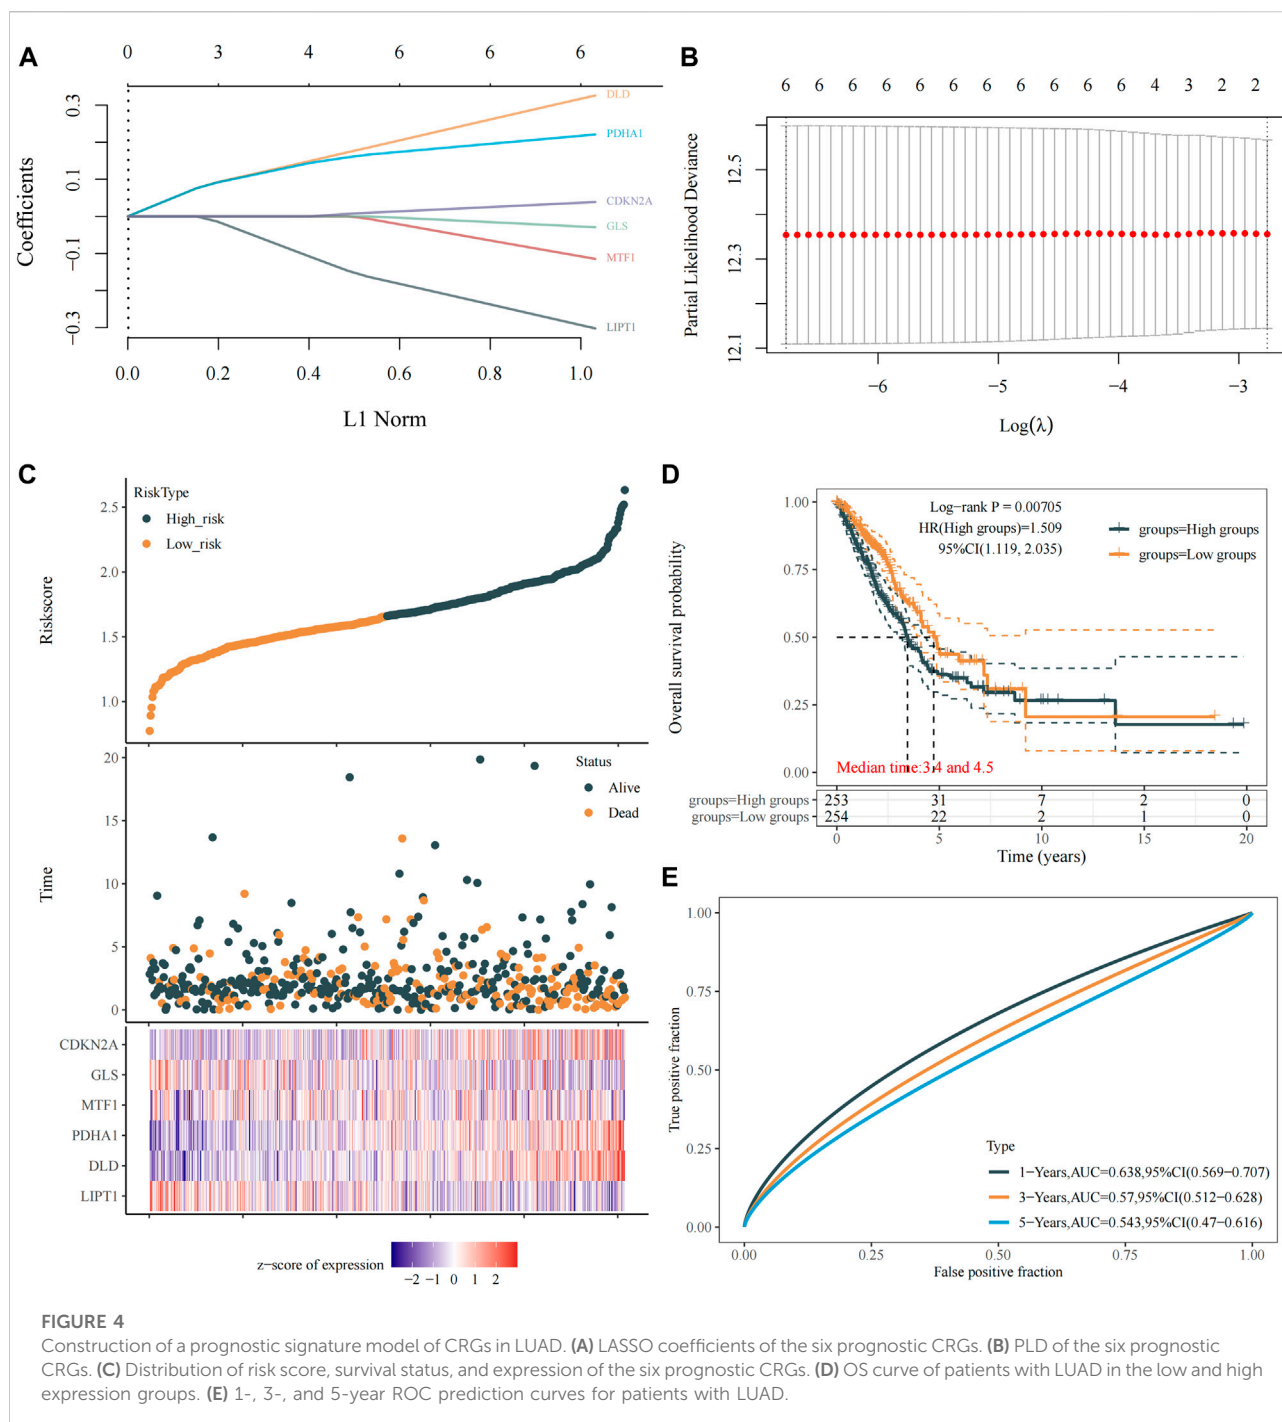 A
0 3 4 6 6 6
0.3
0.1
−0.1
−0.3
Coefficients
DLD
PDHA1
CDKN2A
GLS
MTF1
LIPT1
0.0 0.2 0.4 0.6 0.8 1.0
L1 Norm
B
6 6 6 6 6 6 6 6 6 6 6 4 3 2 2
12.5
12.3
12.1
Partial Likelihood Deviance
−6 −5 −4 −3
Log(λ)
C
RiskType
High_risk
Low_risk
2.5
2.0
1.5
1.0
Riskscore
Status
Alive
Dead
20
15
10
5
0
Time
CDKN2A
GLS
MTF1
PDHA1
DLD
LIPT1
z−score of expression
−2 −1 0 1 2
D
Log−rank P = 0.00705
HR(High groups)=1.509
95%CI(1.119, 2.035)
groups=High groups
groups=Low groups
1.00
0.75
0.50
0.25
0.00
Overall survival probability
Median time:3.4 and 4.5
groups=High groups 253 31 7 2 0
groups=Low groups 254 22 2 1 0
0 5 10 15 20
Time (years)
E
1.00
0.75
0.50
0.25
0.00
True positive fraction
Type
1−Years,AUC=0.638,95%CI(0.569−0.707)
3−Years,AUC=0.57,95%CI(0.512−0.628)
5−Years,AUC=0.543,95%CI(0.47−0.616)
0.00 0.25 0.50 0.75 1.00
False positive fraction
FIGURE 4
Construction of a prognostic signature model of CRGs in LUAD. (A) LASSO coefficients of the six prognostic CRGs. (B) PLD of the six prognostic
CRGs. (C) Distribution of risk score, survival status, and expression of the six prognostic CRGs. (D) OS curve of patients with LUAD in the low and high
expression groups. (E) 1-, 3-, and 5-year ROC prediction curves for patients with LUAD.